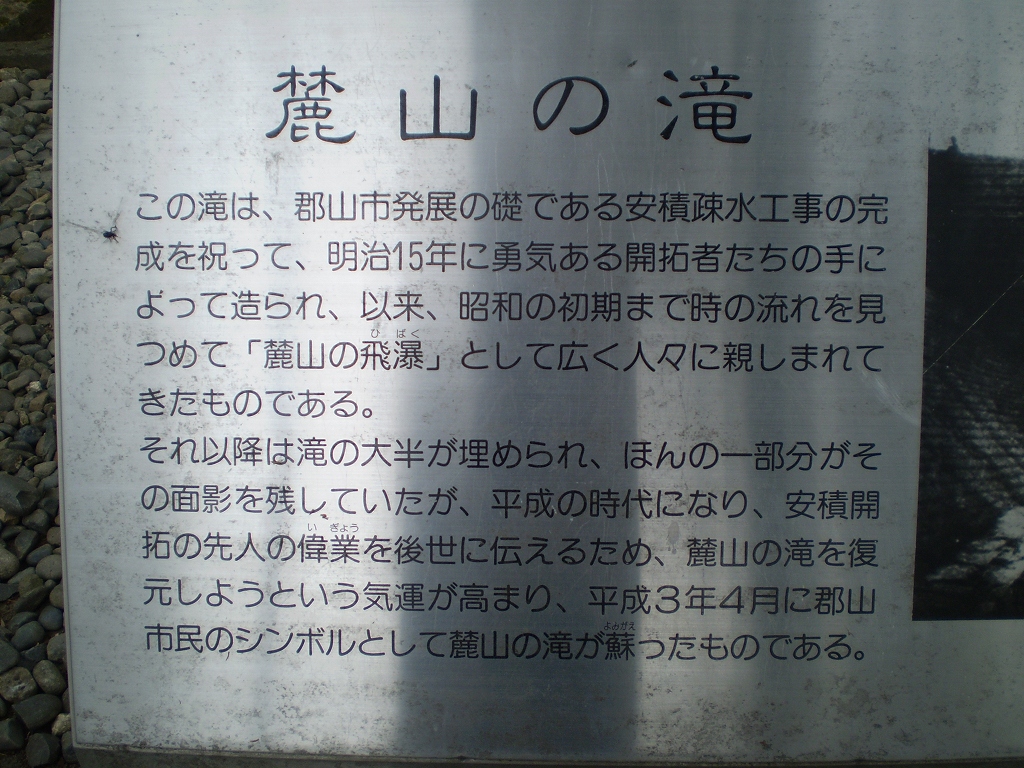 麓山の滝
この滝は、郡山市発展の礎である安積疎水工事の完
成を祝って、明治15年に勇気ある開拓者たちの手に
よって造られ、以来、昭和の初期まで時の流れを見
ひばく
つめて「麓山の飛瀑」として広く人々に親しまれて
きたものである。
それ以降は滝の大半が埋められ、ほんの一部分がそ
の面影を残していたが、平成の時代になり、安積開
いぎょう
拓の先人の偉業を後世に伝えるため、麓山の滝を復
元しようという気運が高まり、平成3年4月に郡山
よみがえ
市民のシンボルとして麓山の滝が蘇ったものである。